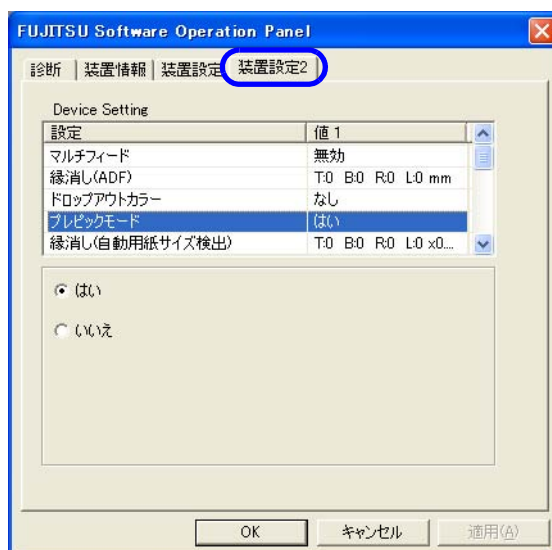 FUJITSU Software Operation Panel
診断 装置情報 装置設定 装置設定2
Device Setting
設定 値 1
マルチフィード 無効
縁消し(ADF) T:0 B:0 R:0 L:0 mm
ドロップアウトカラー なし
プレピックモード はい
縁消し(自動用紙サイズ検出) T:0 B:0 R:0 L:0 x0...
はい
いいえ
OK キャンセル 適用(A)